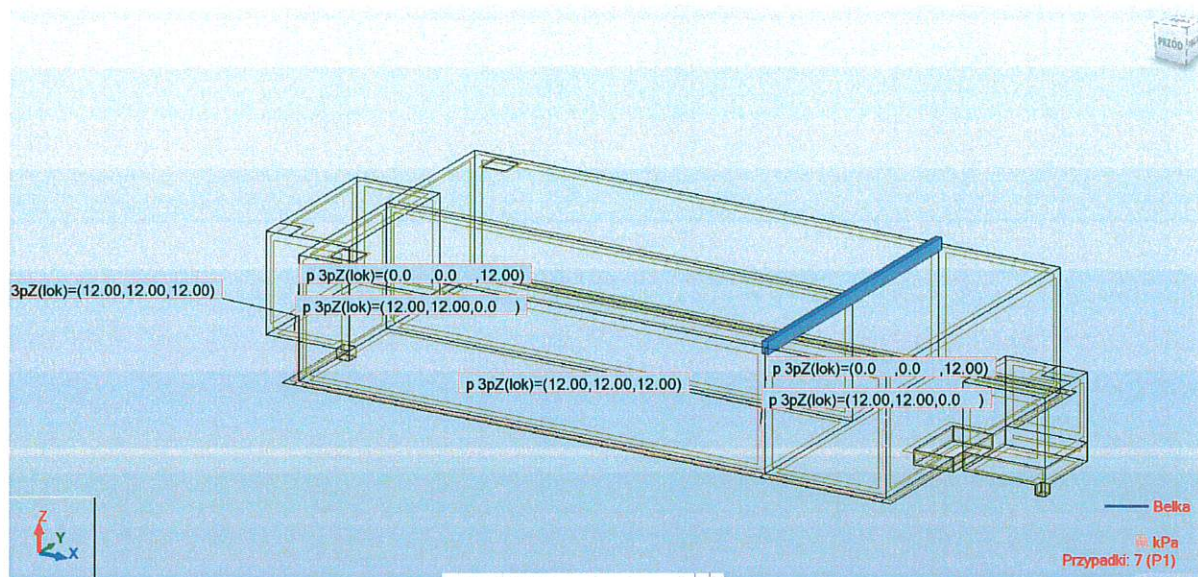 PRZÓD
p 3pZ(lok)=(0.0 ,0.0 ,12.00)
3pZ(lok)=(12.00,12.00,12.00)
p 3pZ(lok)=(12.00,12.00,0.0 )
p 3pZ(lok)=(0.0 ,0.0 ,12.00)
p 3pZ(lok)=(12.00,12.00,12.00)
p 3pZ(lok)=(12.00,12.00,0.0 )
Z
Y
X
Belka
kPa
Przypadki: 7 (P1)